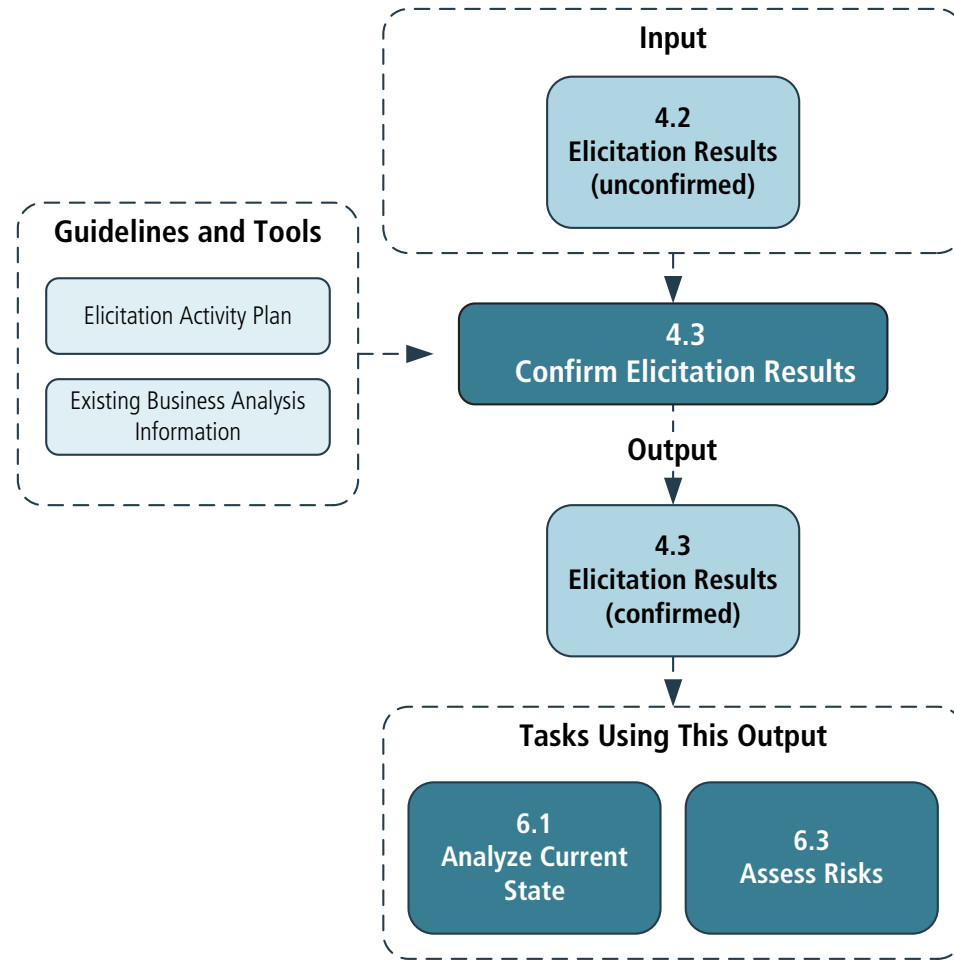 Input
4.2
Elicitation Results
(unconfirmed)
Guidelines and Tools
Elicitation Activity Plan
Existing Business Analysis
Information
4.3
Confirm Elicitation Results
Output
4.3
Elicitation Results
(confirmed)
Tasks Using This Output
6.1
Analyze Current
State
6.3
Assess Risks